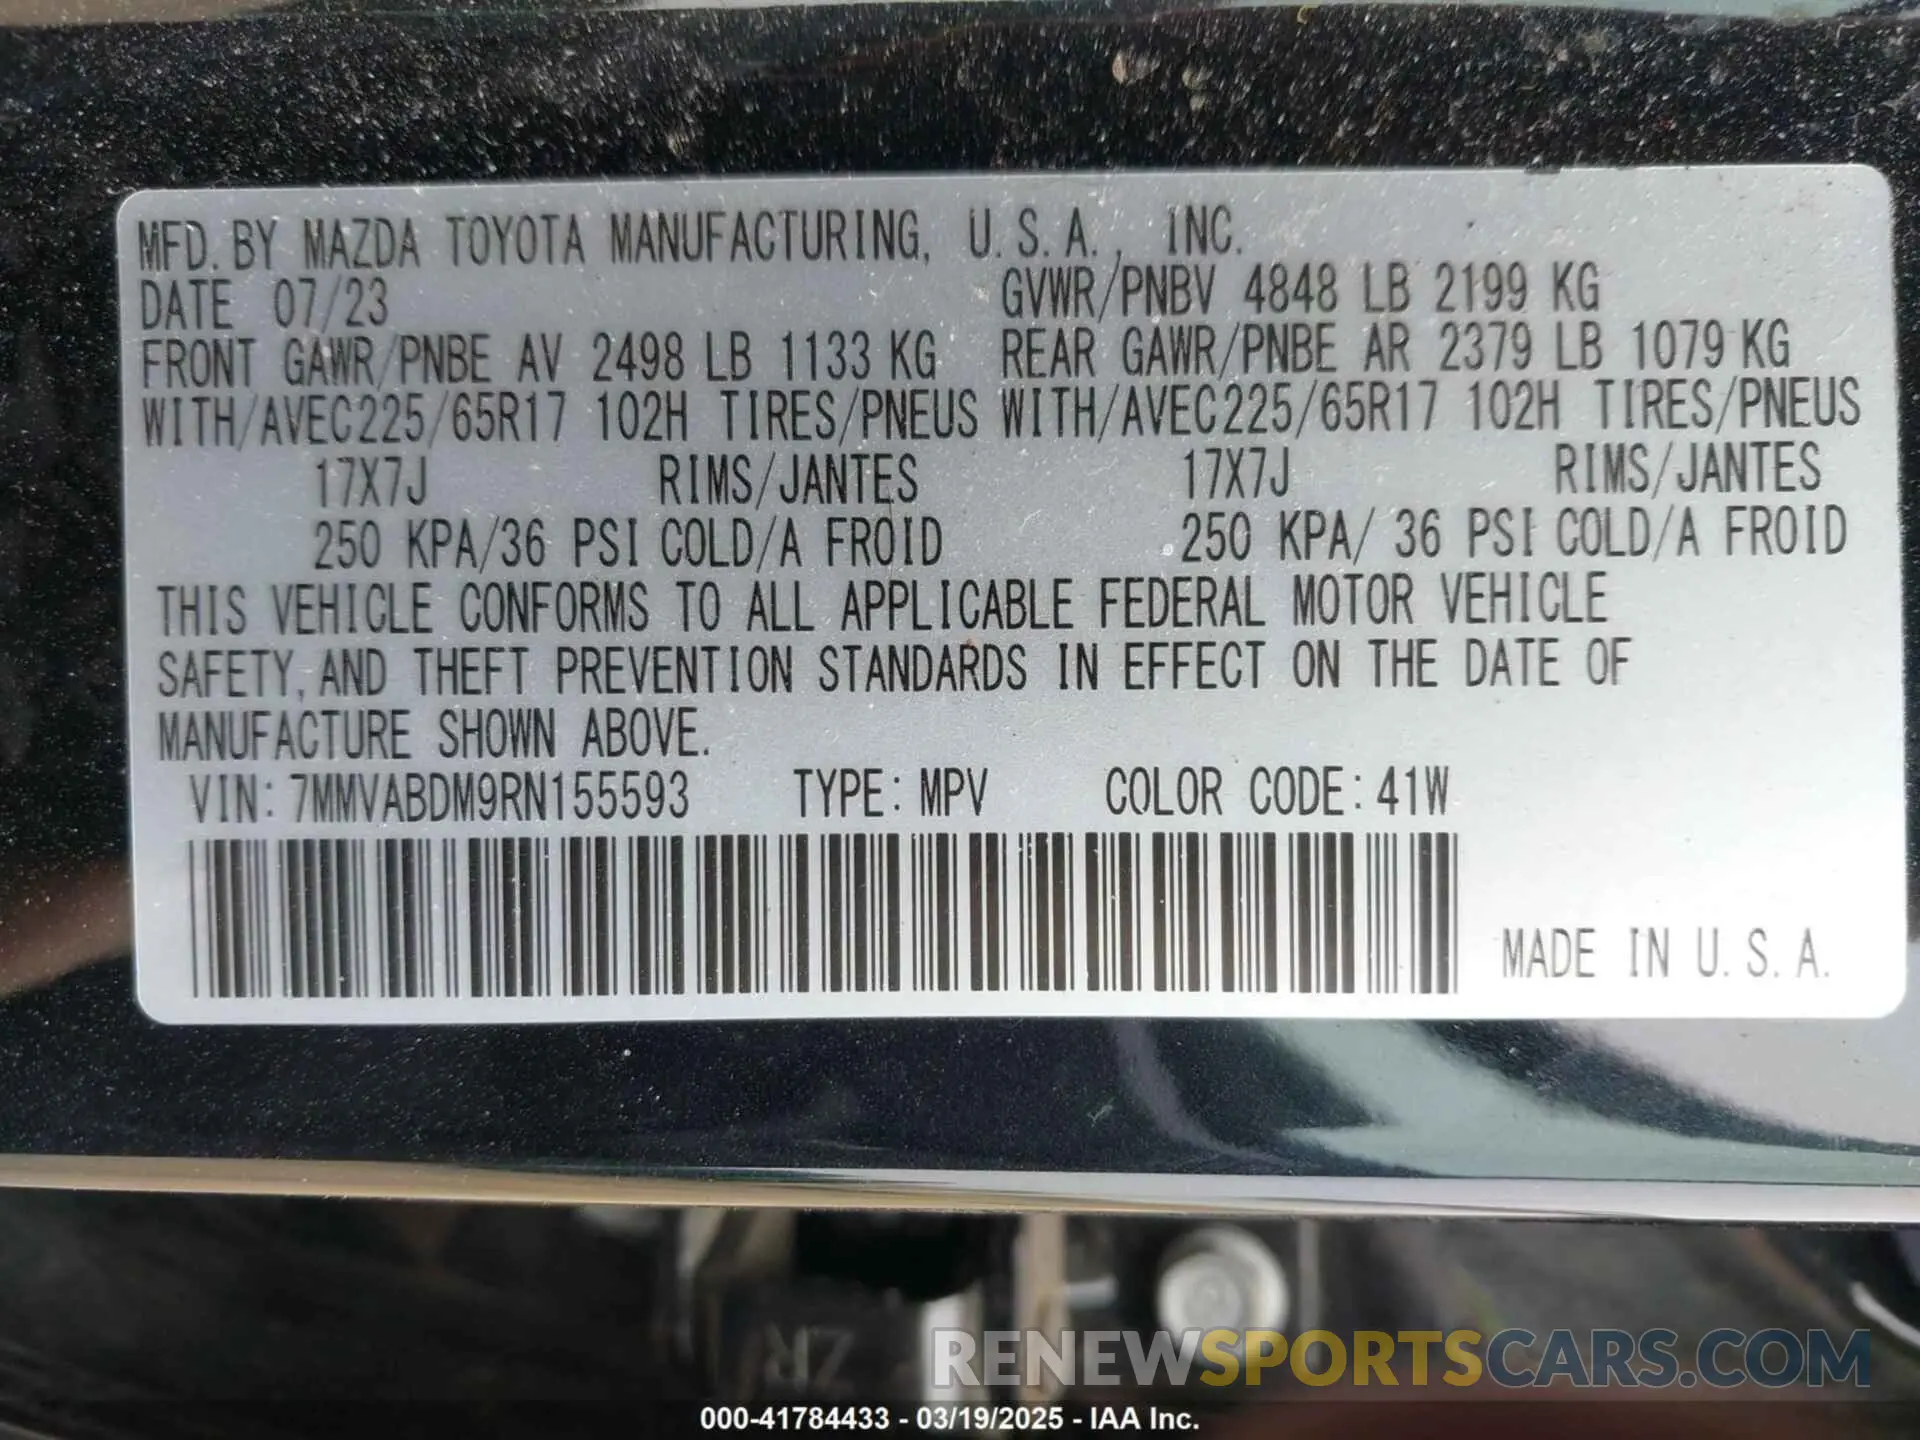 MFD. BY MAZDA TOYOTA MANUFACTURING, U.S.A., INC.
DATE 07/23 GVWR/PNBV 4848 LB 2199 KG
FRONT GAWR/PNBE AV 2498 LB 1133 KG REAR GAWR/PNBE AR 2379 LB 1079 KG
WITH/AVEC225/65R17 102H TIRES/PNEUS WITH/AVEC225/65R17 102H TIRES/PNEUS
17X7J RIMS/JANTES 17X7J RIMS/JANTES
250 KPA/36 PSI COLD/A FROID 250 KPA/ 36 PSI COLD/A FROID
THIS VEHICLE CONFORMS TO ALL APPLICABLE FEDERAL MOTOR VEHICLE
SAFETY, AND THEFT PREVENTION STANDARDS IN EFFECT ON THE DATE OF
MANUFACTURE SHOWN ABOVE.
VIN: 7MMVABDM9RN155593 TYPE: MPV COLOR CODE: 41W
MADE IN U.S.A.
RENEWSPORTSCARS.COM
000-41784433 - 03/19/2025 - IAA Inc.